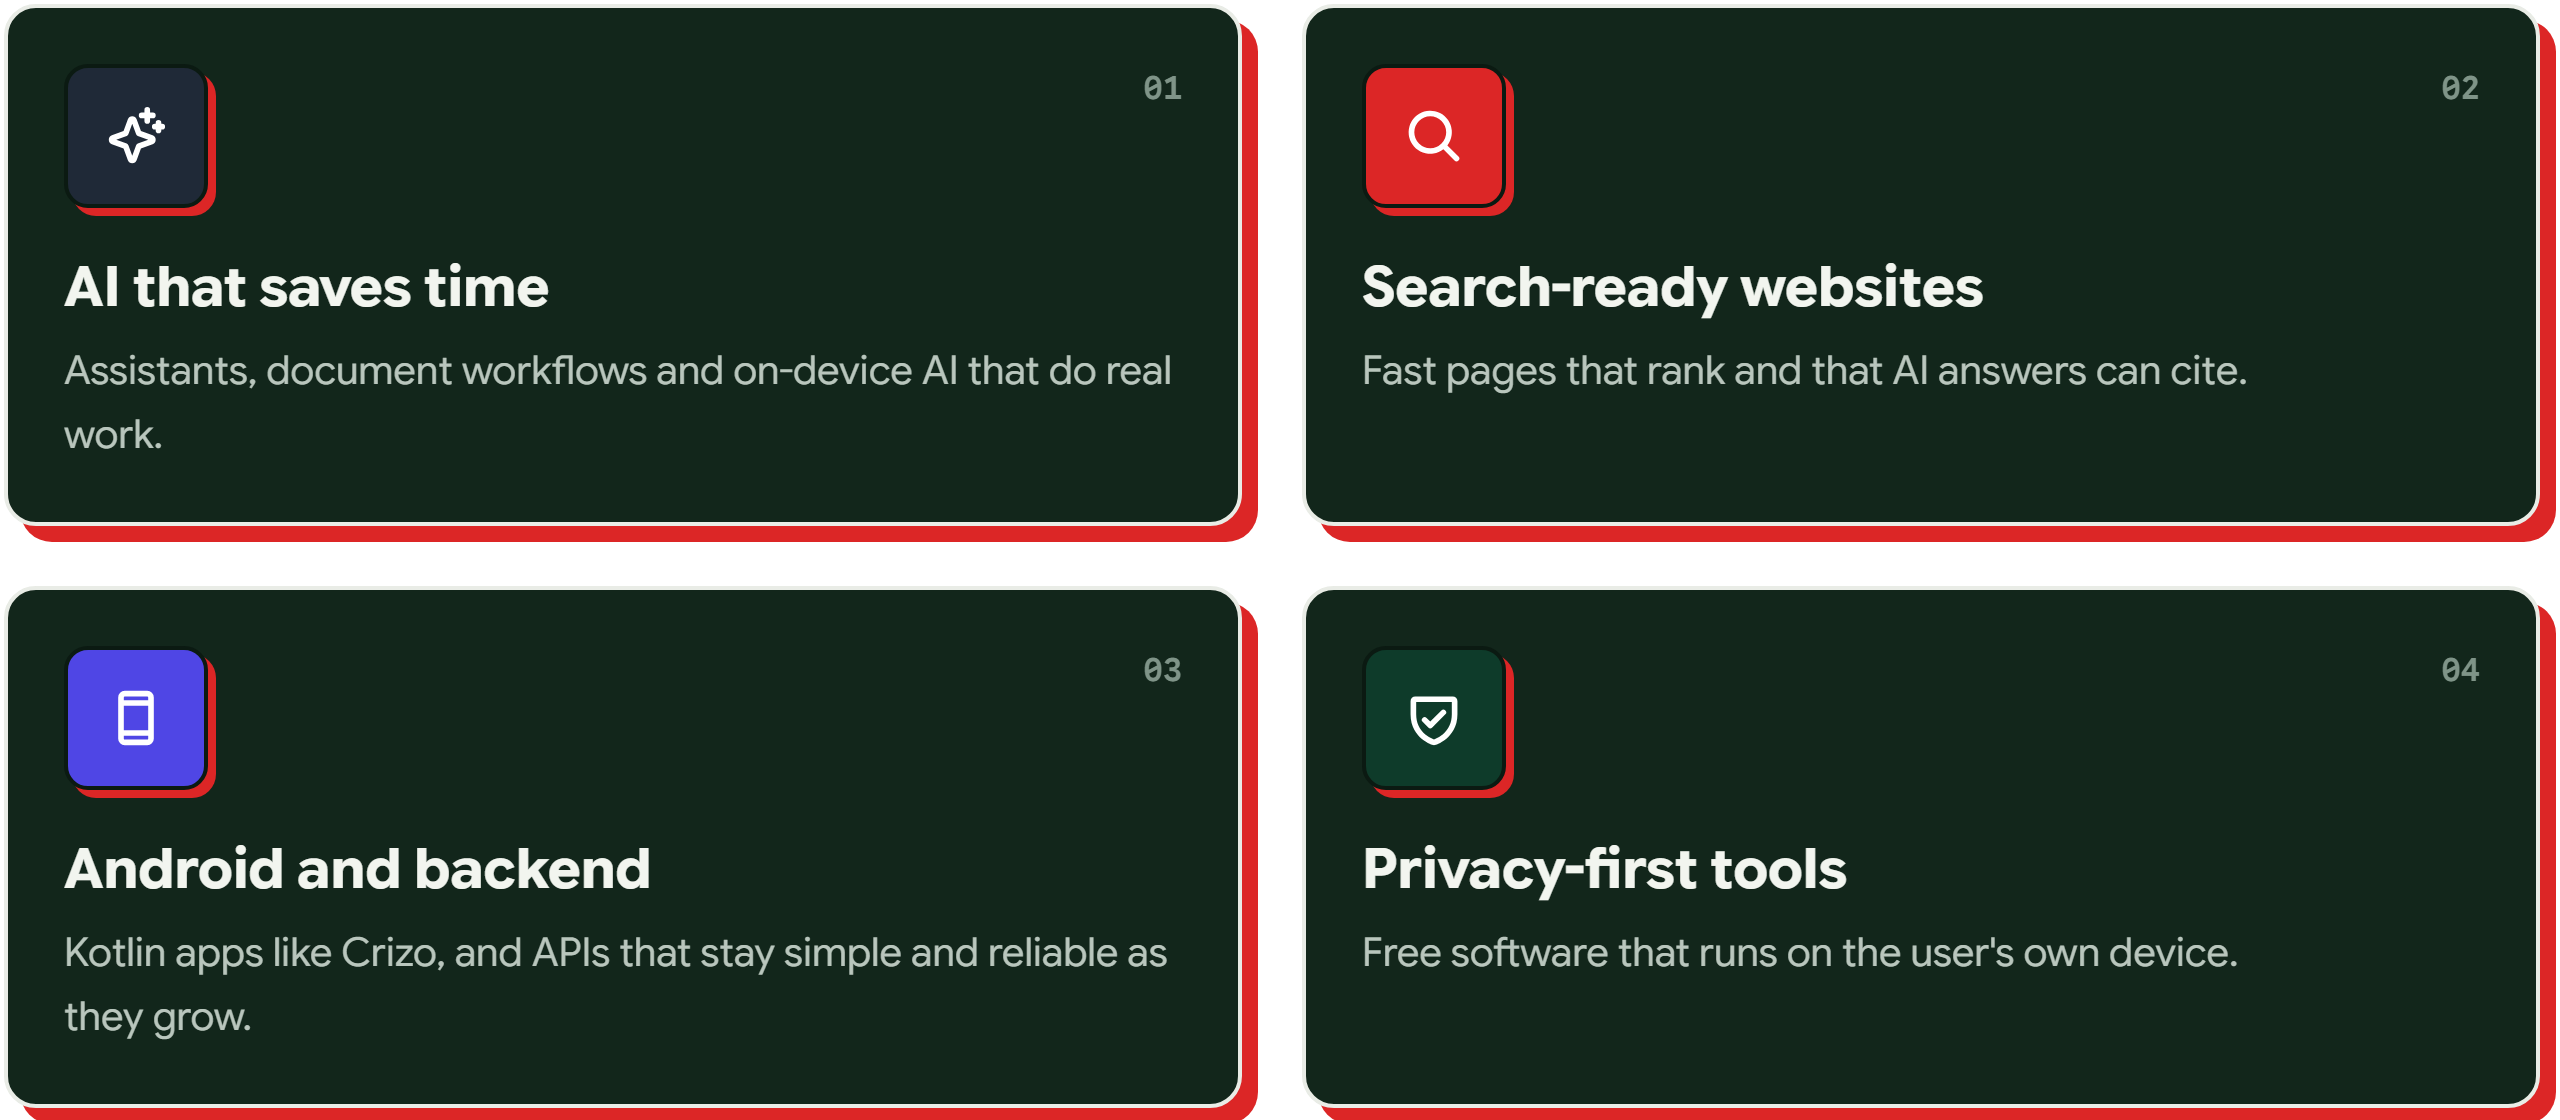 01
AI that saves time
Assistants, document workflows and on-device AI that do real
work.
02
Search-ready websites
Fast pages that rank and that AI answers can cite.
03
Android and backend
Kotlin apps like Crizo, and APIs that stay simple and reliable as
they grow.
04
Privacy-first tools
Free software that runs on the user's own device.